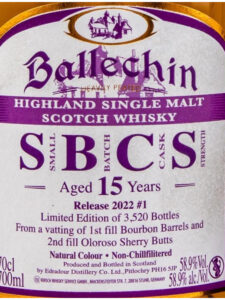 Ballechin
HEAVILY PEATED
HIGHLAND SINGLE MALT
SCOTCH WHISKY
SMALL BATCH CASK STRENGTH
S B C S
Aged 15 Years
Release 2022 #1
Limited Edition of 3,520 Bottles
From a vatting of 1st fill Bourbon Barrels and
2nd fill Oloroso Sherry Butts
Natural Colour • Non-Chillfiltered
70cl Produced and Bottled in Scotland 58.9% Vol.
700ml by Edradour Distillery Co. Ltd., Pitlochry PH16 5JP 58.9% alc./Vol.